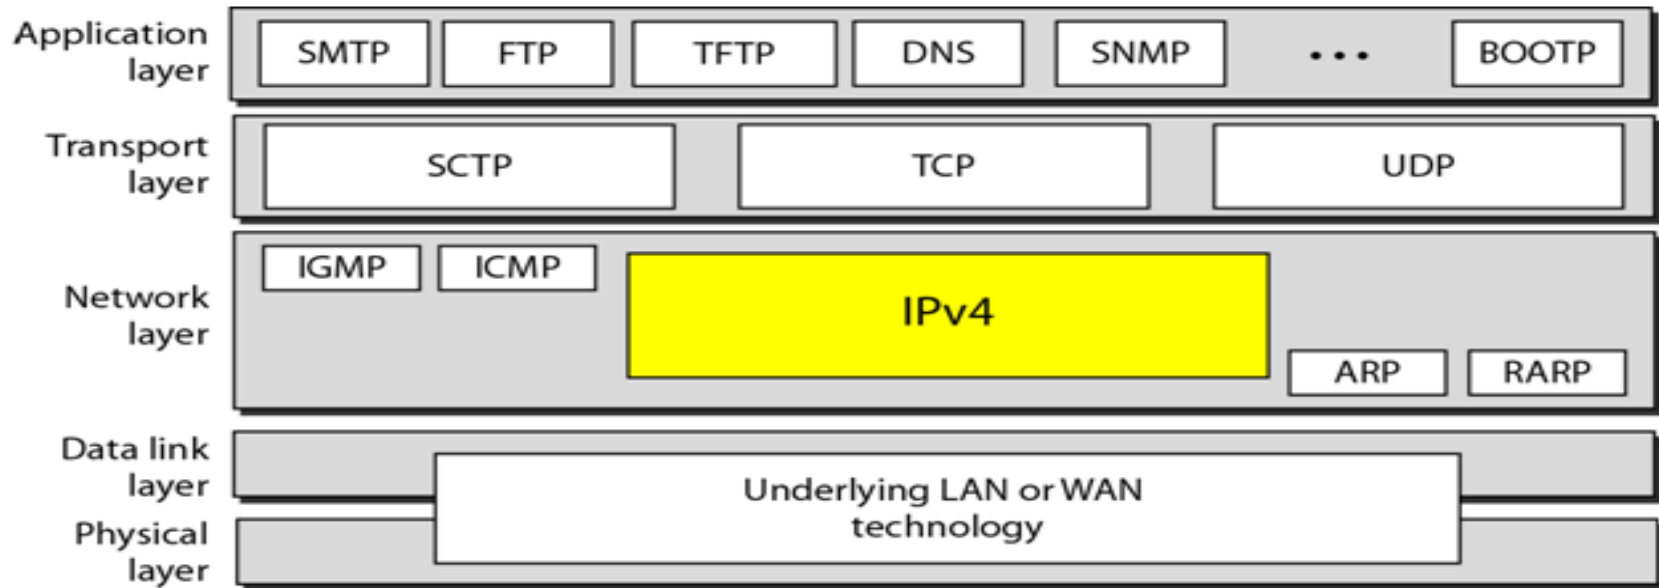 Application
layer
SMTP FTP TFTP DNS SNMP ... BOOTP
Transport
layer
SCTP TCP UDP
Network
layer
IGMP ICMP
IPv4
ARP RARP
Data link
layer
Underlying LAN or WAN
technology
Physical
layer